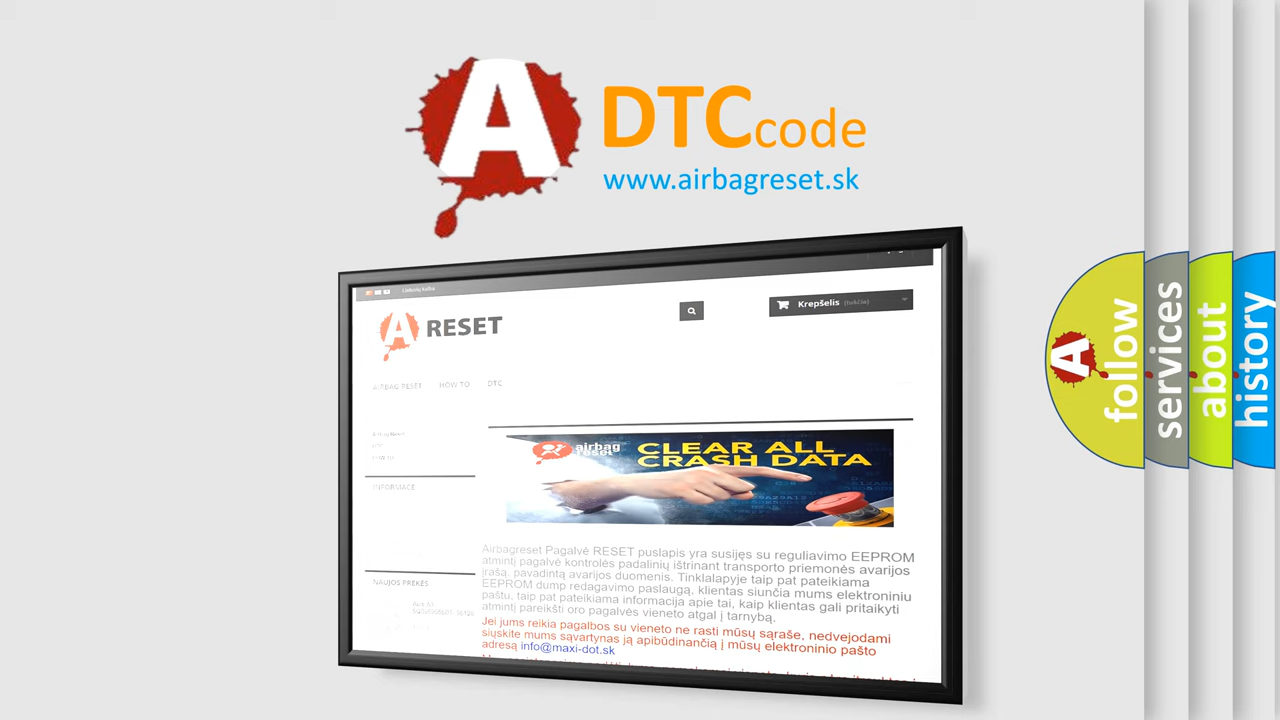 A
DTCcode
www.airbagreset.sk
Lietuvių kalba
A RESET
Krepšelis (tuščia)
AIRBAG RESET
HOW TO
DTC
INFORMACE
airbag
reset
CLEAR ALL
CRASH DATA
Airbagreset Pagalvė RESET puslapis yra susijęs su reguliavimo EEPROM
atmintį pagalvė kontrolės padalinių ištrinant transporto priemonės avarijos
įrašą, pavadintą avarijos duomenis. Tinklalapyje taip pat pateikiama
EEPROM dump redagavimo paslaugą, klientas siunčia mums elektroniniu
paštu, taip pat pateikiama informacija apie tai, kaip klientas gali pritaikyti
atmintį pareikšti oro pagalvės vieneto atgal į tarnybą.
Jei jums reikia pagalbos su vieneto ne rasti mūsų sąraše, nedvejodami
siųskite mums sąvartynas ją apibūdinančią į mūsų elektroninio pašto
adresą info@maxi-dot.sk
NAUJOS PREKĖS
A
follow
services
about
history